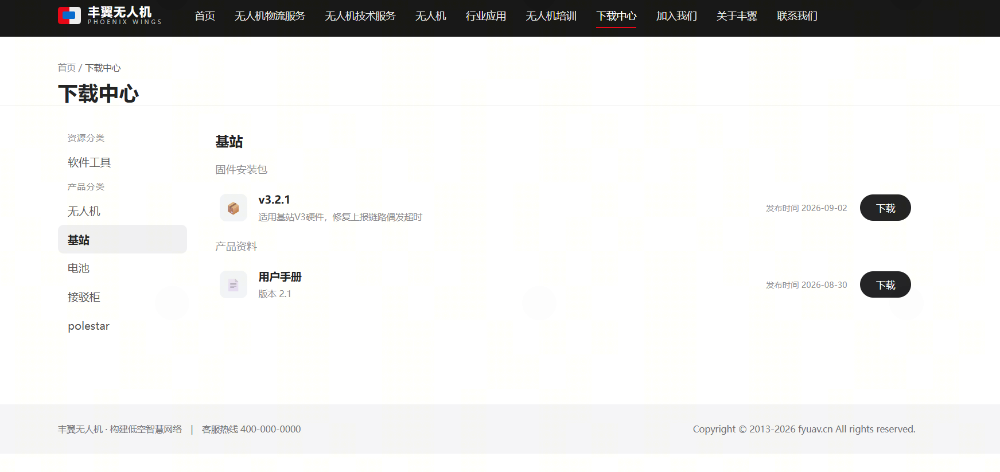 丰翼无人机
PHOENIX WINGS
首页 无人机物流服务 无人机技术服务 无人机 行业应用 无人机培训 下载中心 加入我们 关于丰翼 联系我们
首页 / 下载中心
下载中心
资源分类
软件工具
产品分类
无人机
基站
电池
接驳柜
polestar
基站
固件安装包
v3.2.1
适用基站V3硬件，修复上报链路偶发超时
发布时间 2026-09-02
下载
产品资料
用户手册
版本 2.1
发布时间 2026-08-30
下载
丰翼无人机 · 构建低空智慧网络 | 客服热线 400-000-0000
Copyright © 2013-2026 fyuav.cn All rights reserved.